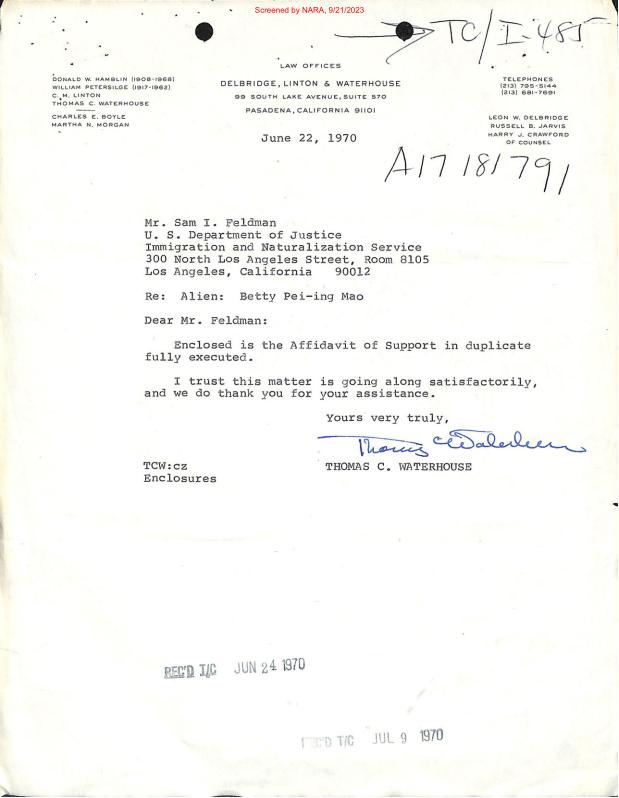 Screened by NARA, 9/21/2023
TC/I-485
LAW OFFICES
DELBRIDGE, LINTON & WATERHOUSE
99 SOUTH LAKE AVENUE, SUITE 570
PASADENA, CALIFORNIA 91101
DONALD W. HAMBLIN (1908-1968)
WILLIAM PETERSILGE (1917-1962)
C. M. LINTON
THOMAS C. WATERHOUSE
CHARLES E. BOYLE
MARTHA N. MORGAN
TELEPHONES
(213) 795-5144
(213) 681-7691
LEON W. DELBRIDGE
RUSSELL B. JARVIS
HARRY J. CRAWFORD
OF COUNSEL
June 22, 1970
A17 181 791
Mr. Sam I. Feldman
U. S. Department of Justice
Immigration and Naturalization Service
300 North Los Angeles Street, Room 8105
Los Angeles, California 90012
Re: Alien: Betty Pei-ing Mao
Dear Mr. Feldman:
Enclosed is the Affidavit of Support in duplicate
fully executed.
I trust this matter is going along satisfactorily,
and we do thank you for your assistance.
Yours very truly,
Thomas C. Waterhouse
TCW:cz
Enclosures
THOMAS C. WATERHOUSE
REC'D T/C JUN 24 1970
REC'D T/C JUL 9 1970